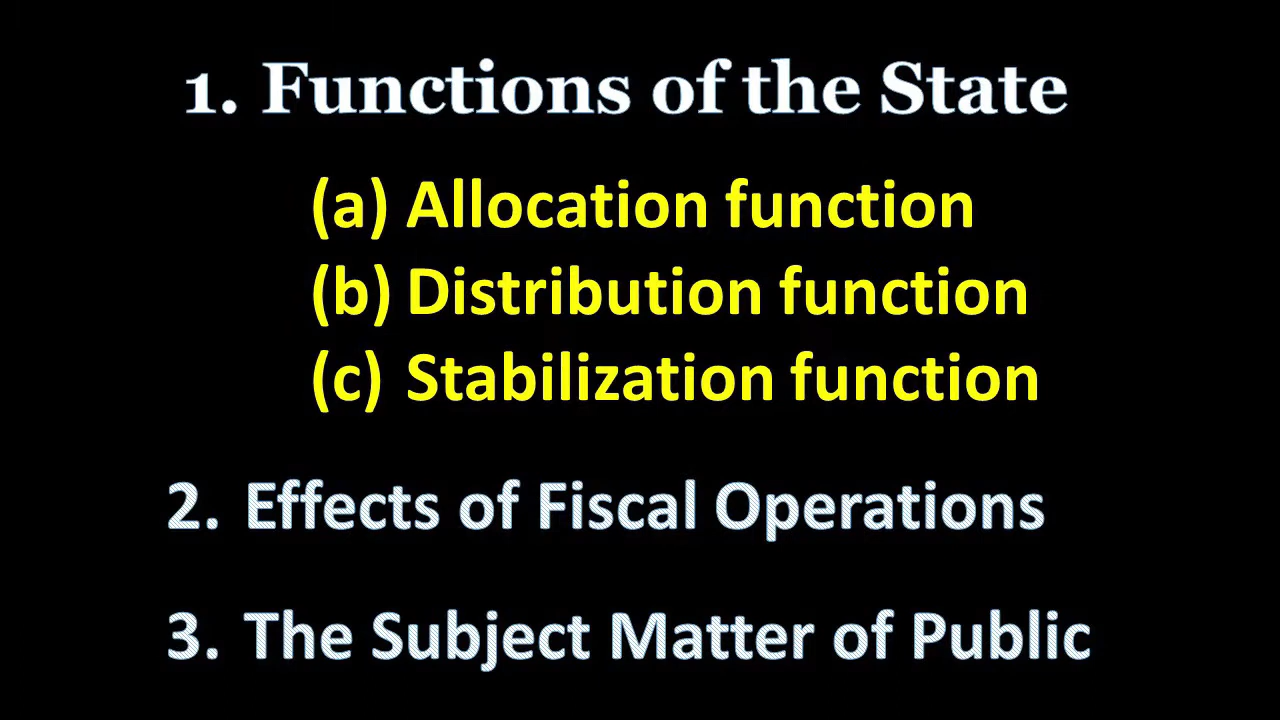 1. Functions of the State
(a) Allocation function
(b) Distribution function
(c) Stabilization function
2. Effects of Fiscal Operations
3. The Subject Matter of Public